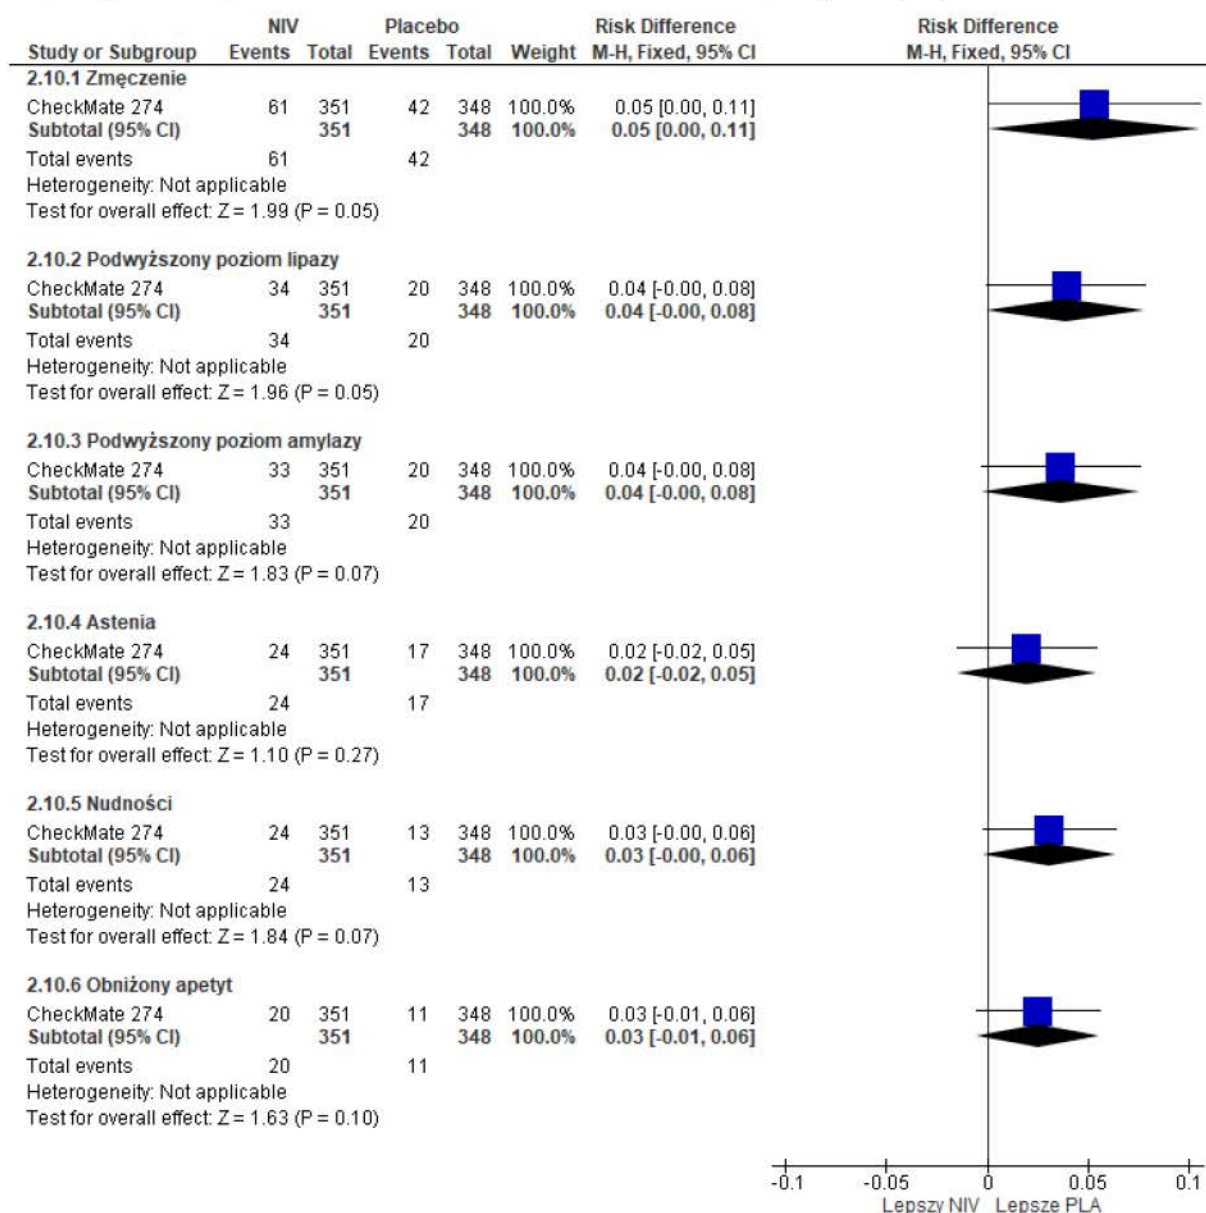 NIV Placebo Risk Difference Risk Difference
Study or Subgroup Events Total Events Total Weight M-H, Fixed, 95% CI M-H, Fixed, 95% CI
2.10.1 Zmęczenie
CheckMate 274 61 351 42 348 100.0% 0.05 [0.00, 0.11]
Subtotal (95% CI) 351 348 100.0% 0.05 [0.00, 0.11]
Total events 61 42
Heterogeneity: Not applicable
Test for overall effect: Z = 1.99 (P = 0.05)
2.10.2 Podwyższony poziom lipazy
CheckMate 274 34 351 20 348 100.0% 0.04 [-0.00, 0.08]
Subtotal (95% CI) 351 348 100.0% 0.04 [-0.00, 0.08]
Total events 34 20
Heterogeneity: Not applicable
Test for overall effect: Z = 1.96 (P = 0.05)
2.10.3 Podwyższony poziom amylazy
CheckMate 274 33 351 20 348 100.0% 0.04 [-0.00, 0.08]
Subtotal (95% CI) 351 348 100.0% 0.04 [-0.00, 0.08]
Total events 33 20
Heterogeneity: Not applicable
Test for overall effect: Z = 1.83 (P = 0.07)
2.10.4 Astenia
CheckMate 274 24 351 17 348 100.0% 0.02 [-0.02, 0.05]
Subtotal (95% CI) 351 348 100.0% 0.02 [-0.02, 0.05]
Total events 24 17
Heterogeneity: Not applicable
Test for overall effect: Z = 1.10 (P = 0.27)
2.10.5 Nudności
CheckMate 274 24 351 13 348 100.0% 0.03 [-0.00, 0.06]
Subtotal (95% CI) 351 348 100.0% 0.03 [-0.00, 0.06]
Total events 24 13
Heterogeneity: Not applicable
Test for overall effect: Z = 1.84 (P = 0.07)
2.10.6 Obniżony apetyt
CheckMate 274 20 351 11 348 100.0% 0.03 [-0.01, 0.06]
Subtotal (95% CI) 351 348 100.0% 0.03 [-0.01, 0.06]
Total events 20 11
Heterogeneity: Not applicable
Test for overall effect: Z = 1.63 (P = 0.10)
-0.1 -0.05 0 0.05 0.1
Lepszy NIV Lepsze PLA